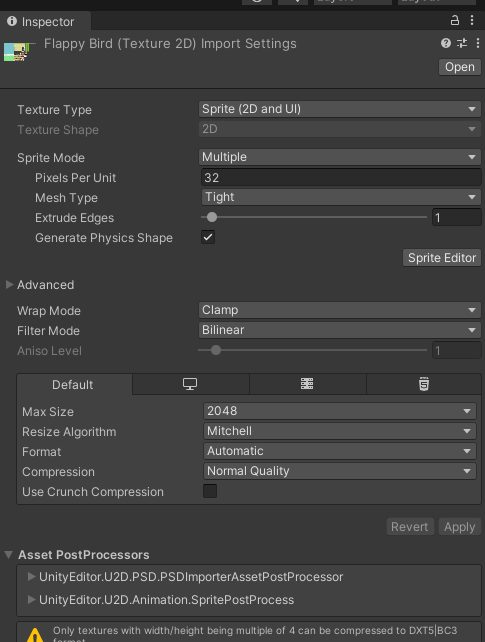 Inspector
Flappy Bird (Texture 2D) Import Settings
Open
Texture Type Sprite (2D and UI)
Texture Shape 2D
Sprite Mode Multiple
Pixels Per Unit 32
Mesh Type Tight
Extrude Edges 1
Generate Physics Shape
Sprite Editor
Advanced
Wrap Mode Clamp
Filter Mode Bilinear
Aniso Level 1
Default
Max Size 2048
Resize Algorithm Mitchell
Format Automatic
Compression Normal Quality
Use Crunch Compression
Revert Apply
Asset PostProcessors
UnityEditor.U2D.PSD.PSDImporterAssetPostProcessor
UnityEditor.U2D.Animation.SpritePostProcess
Only textures with width/height being multiple of 4 can be compressed to DXT5|BC3
format